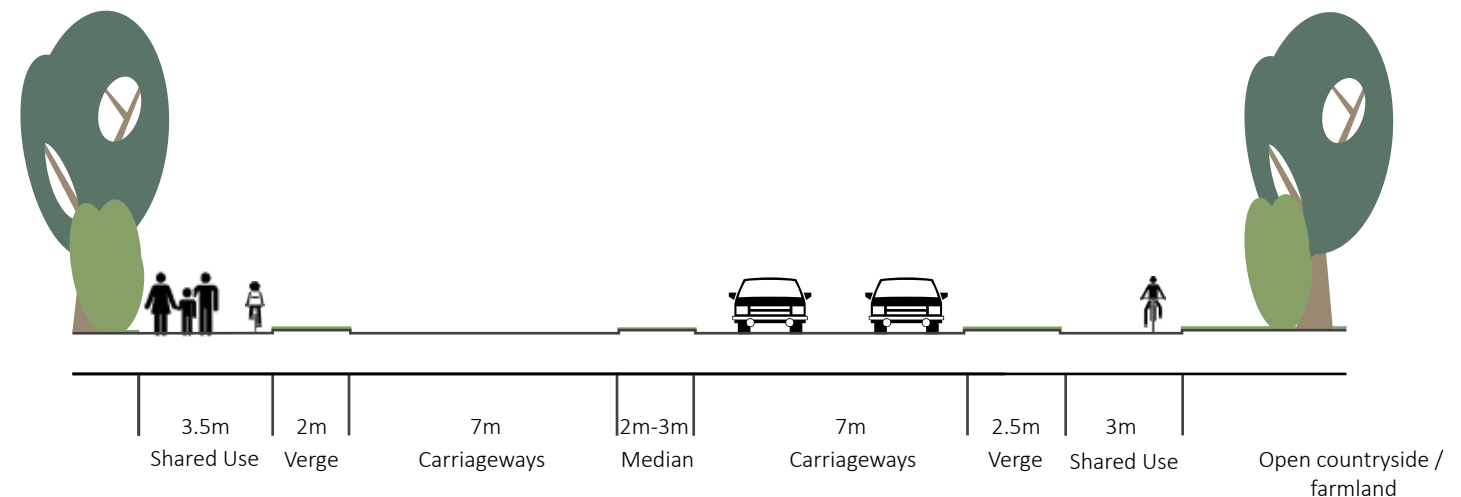 3.5m
Shared Use
2m
Verge
7m
Carriageways
2m-3m
Median
7m
Carriageways
2.5m
Verge
3m
Shared Use
Open countryside /
farmland